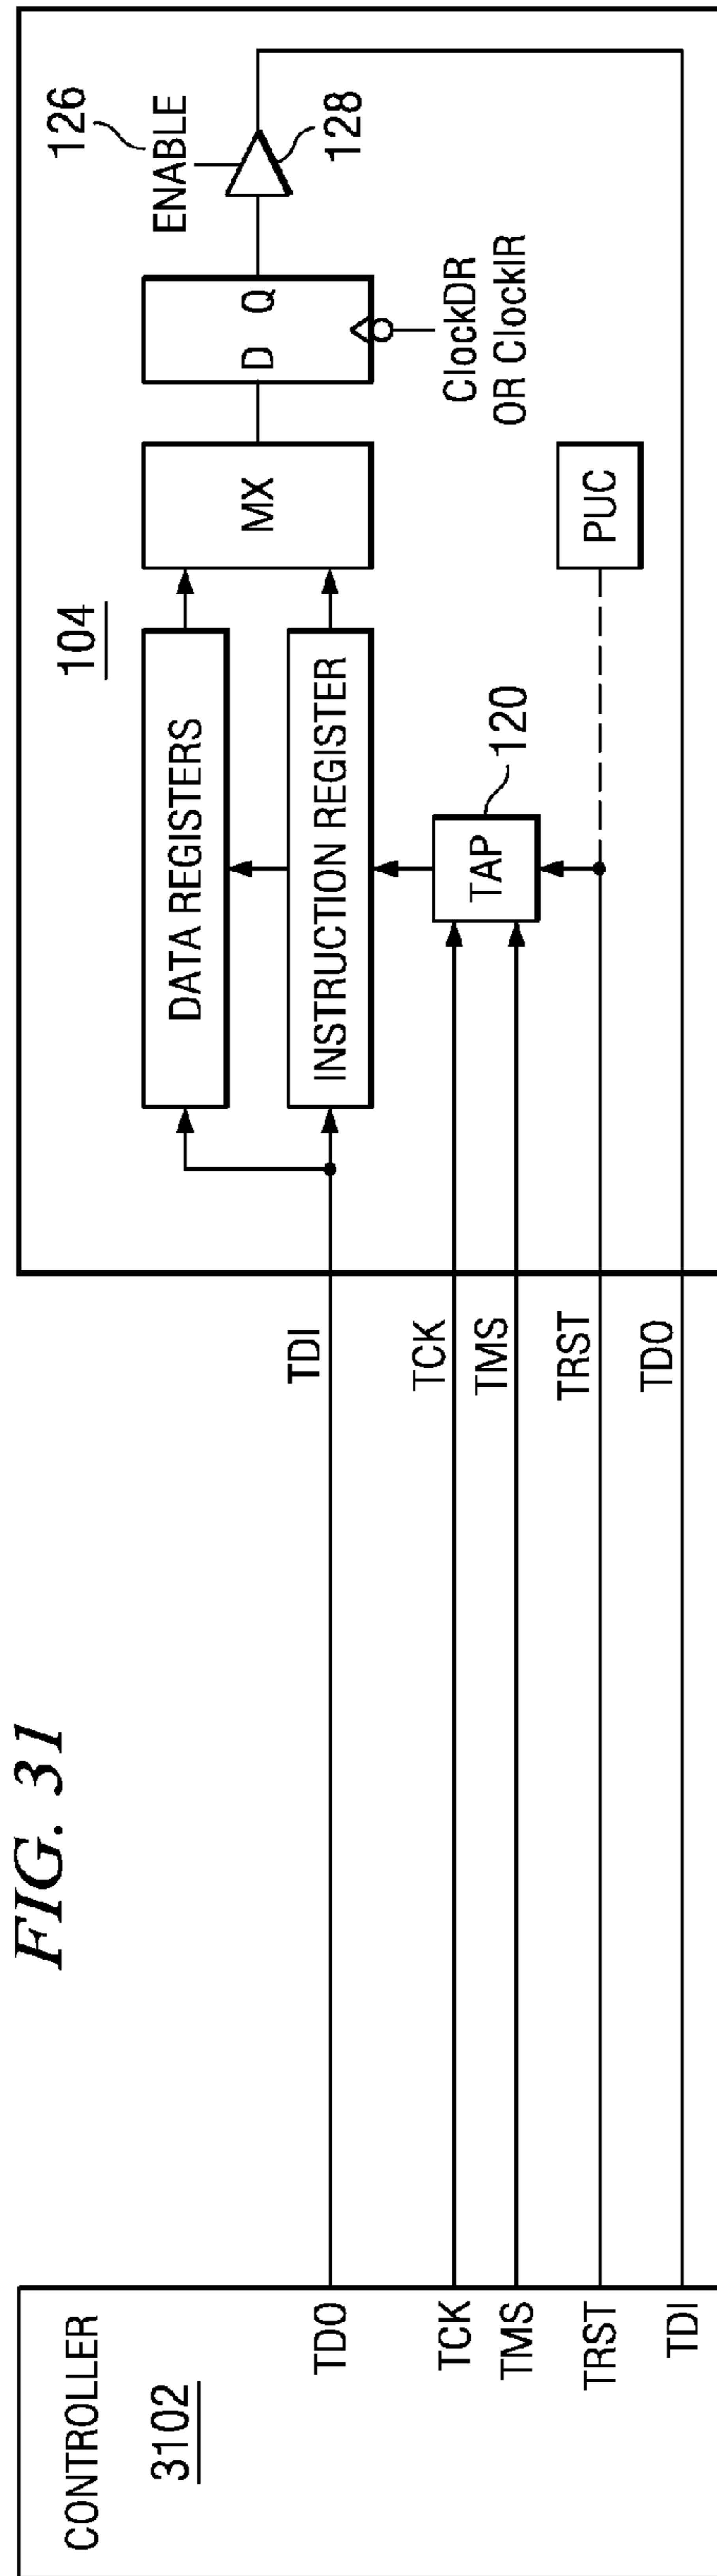 FIG. 31
CONTROLLER
3102
TDO
TCK
TMS
TRST
TDI
TDI
TCK
TMS
TRST
TDO
104
DATA REGISTERS
INSTRUCTION REGISTER
TAP
120
PUC
MX
D Q
ClockDR
OR ClockIR
126
ENABLE
128